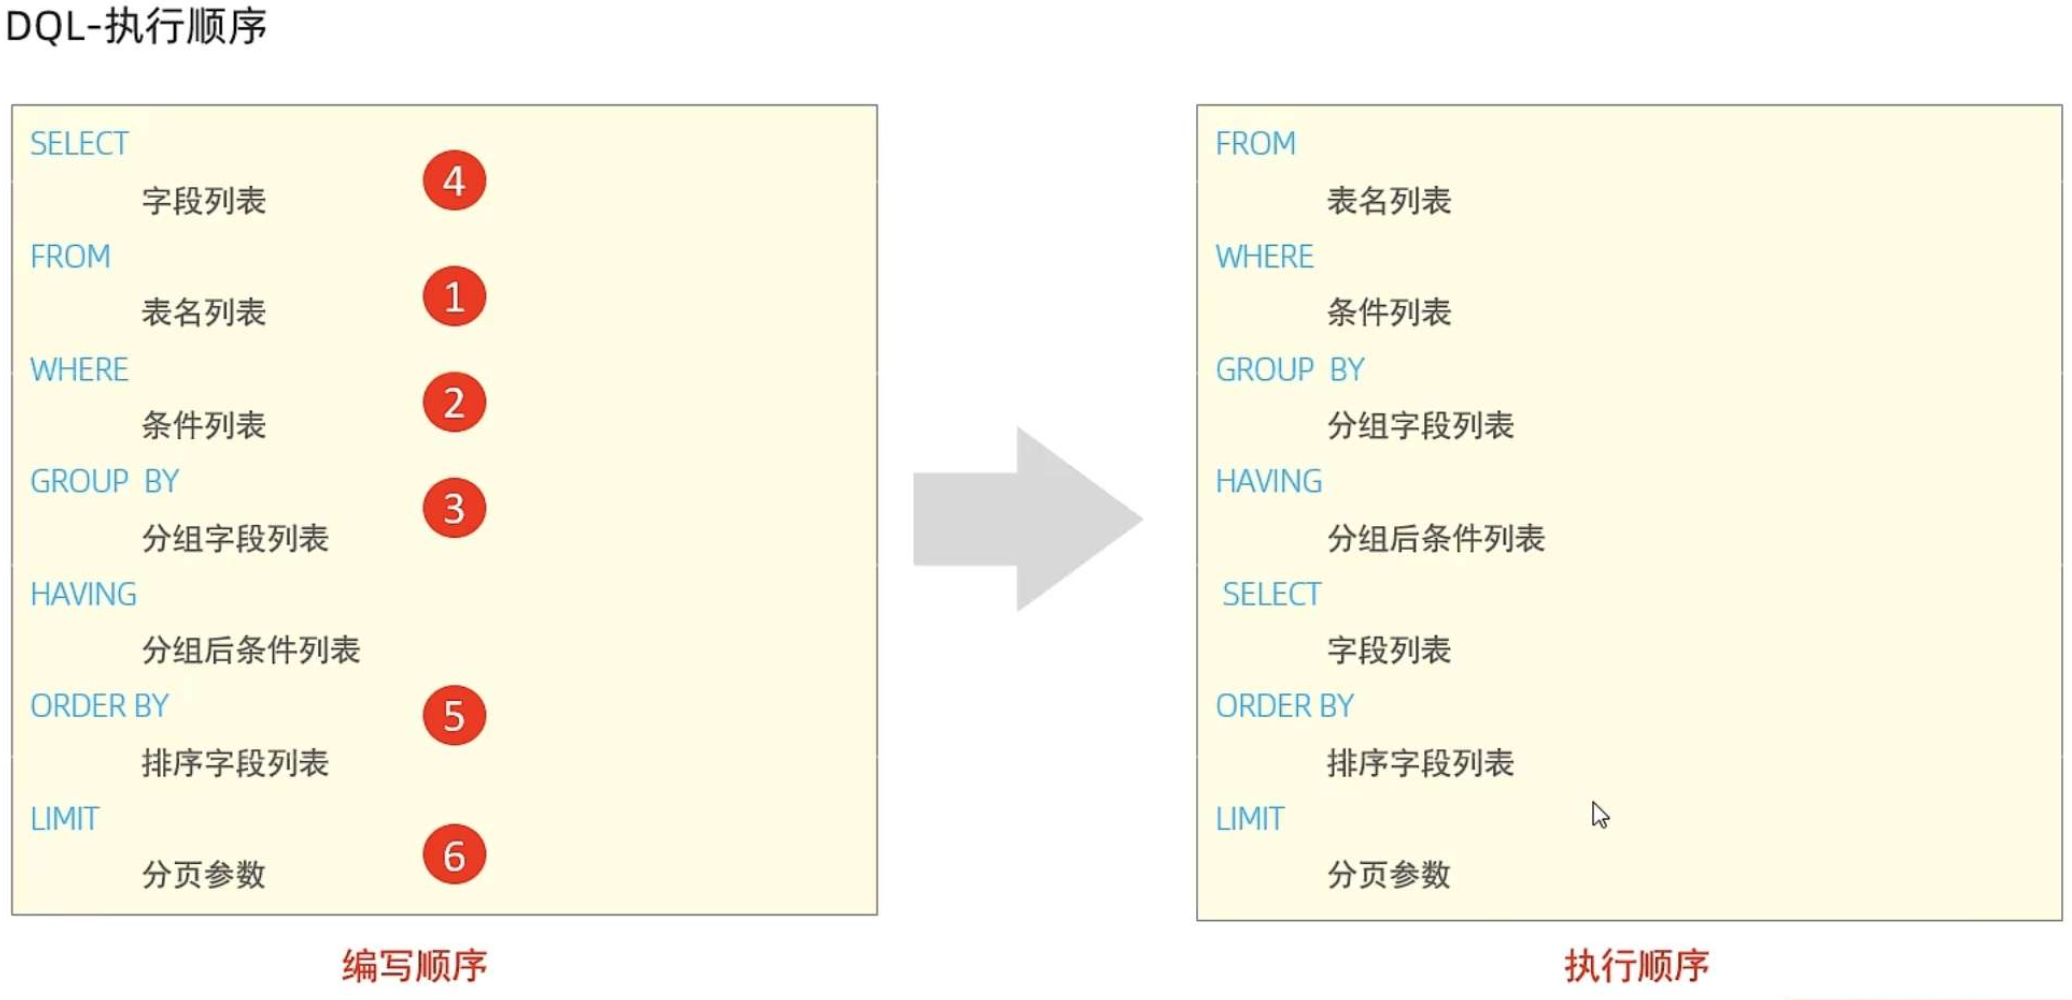 DQL-执行顺序
SELECT
4
字段列表
FROM
1
表名列表
WHERE
2
条件列表
GROUP BY
3
分组字段列表
HAVING
分组后条件列表
ORDER BY
5
排序字段列表
LIMIT
6
分页参数
编写顺序
FROM
表名列表
WHERE
条件列表
GROUP BY
分组字段列表
HAVING
分组后条件列表
SELECT
字段列表
ORDER BY
排序字段列表
LIMIT
分页参数
执行顺序